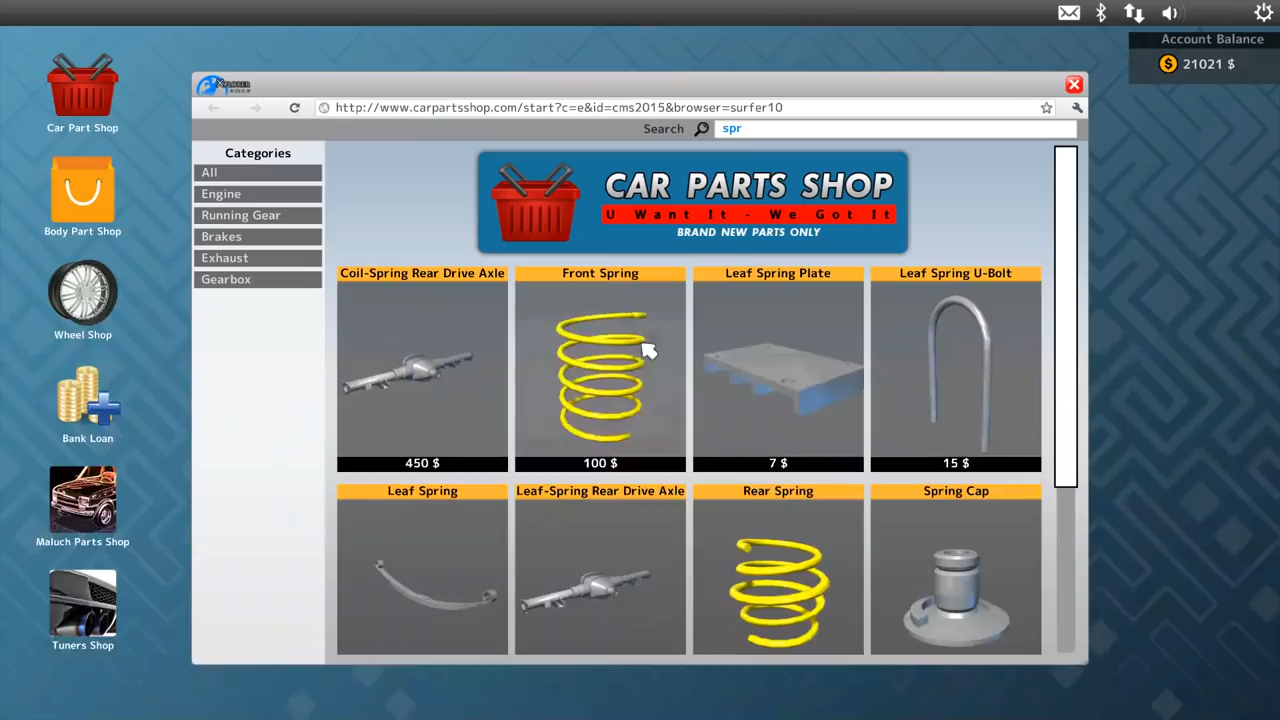 Account Balance
21021 $
Car Part Shop
Body Part Shop
Wheel Shop
Bank Loan
Maluch Parts Shop
Tuners Shop
http://www.carpartsshop.com/start?c=e&id=cms2015&browser=surfer10
Search spr
Categories
All
Engine
Running Gear
Brakes
Exhaust
Gearbox
CAR PARTS SHOP
U Want It - We Got It
BRAND NEW PARTS ONLY
Coil-Spring Rear Drive Axle
450 $
Front Spring
100 $
Leaf Spring Plate
7 $
Leaf Spring U-Bolt
15 $
Leaf Spring
Leaf-Spring Rear Drive Axle
Rear Spring
Spring Cap